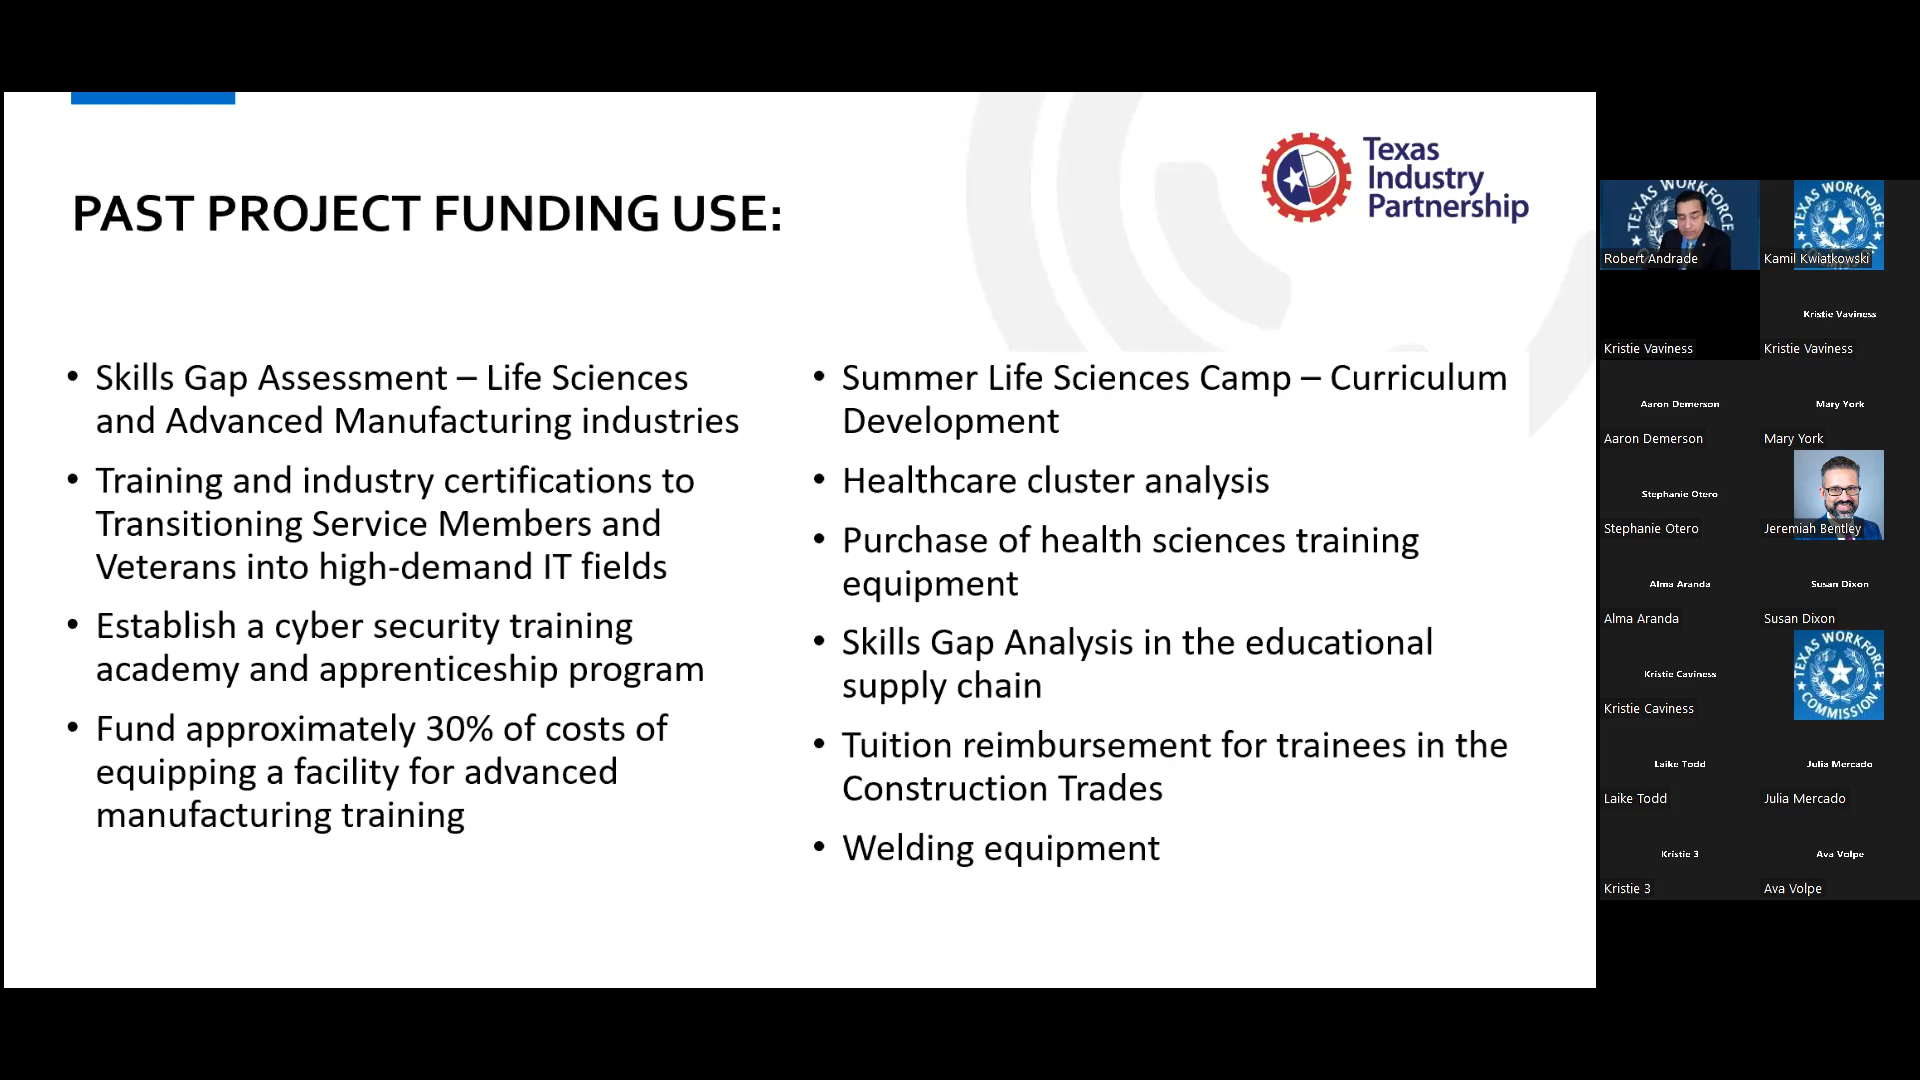 PAST PROJECT FUNDING USE:
Texas
Industry
Partnership
• Skills Gap Assessment – Life Sciences
and Advanced Manufacturing industries
• Training and industry certifications to
Transitioning Service Members and
Veterans into high-demand IT fields
• Establish a cyber security training
academy and apprenticeship program
• Fund approximately 30% of costs of
equipping a facility for advanced
manufacturing training
• Summer Life Sciences Camp – Curriculum
Development
• Healthcare cluster analysis
• Purchase of health sciences training
equipment
• Skills Gap Analysis in the educational
supply chain
• Tuition reimbursement for trainees in the
Construction Trades
• Welding equipment
TEXAS WORKFORCE
Robert Andrade
TEXAS WORKFORCE
Kamil Kwiatkowski
Kristie Vaviness
Kristie Vaviness
Kristie Vaviness
Aaron Demerson
Aaron Demerson
Mary York
Mary York
Stephanie Otero
Stephanie Otero
Jeremiah Bentley
Alma Aranda
Alma Aranda
Susan Dixon
Susan Dixon
Kristie Caviness
Kristie Caviness
TEXAS WORKFORCE
COMMISSION
Laike Todd
Laike Todd
Julia Mercado
Julia Mercado
Kristie 3
Kristie 3
Ava Volpe
Ava Volpe